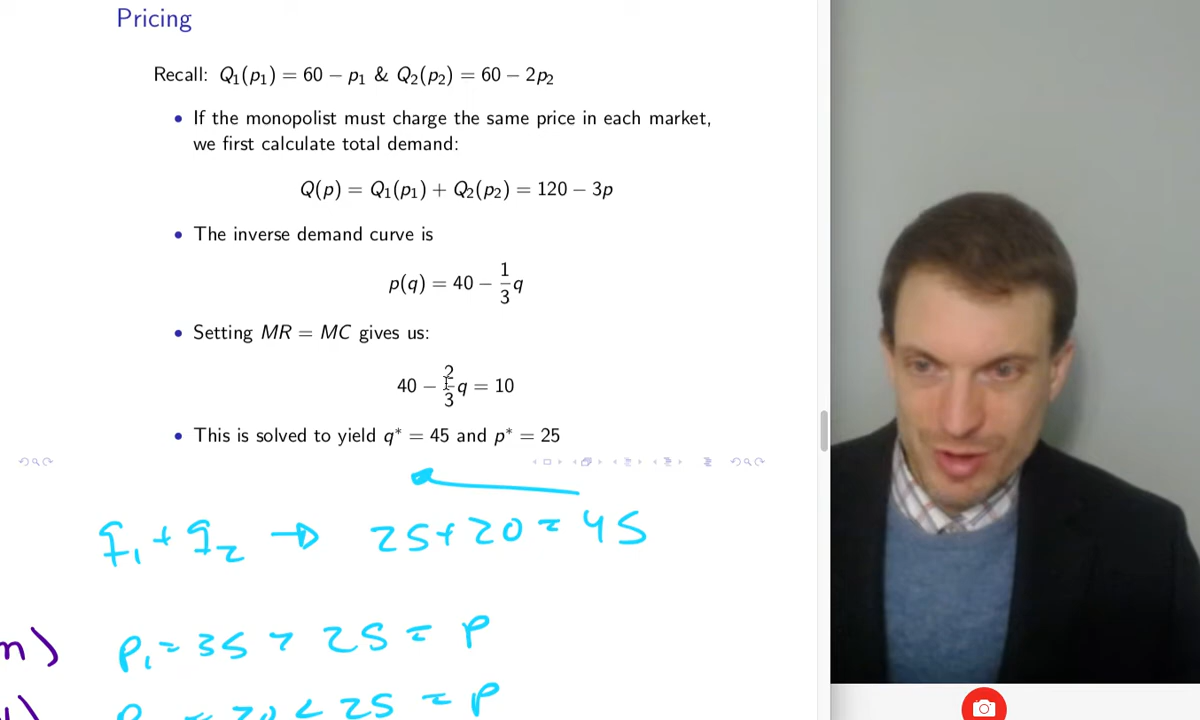 Pricing
Recall: Q₁(p₁) = 60 − p₁ & Q₂(p₂) = 60 − 2p₂
• If the monopolist must charge the same price in each market,
we first calculate total demand:
Q(p) = Q₁(p₁) + Q₂(p₂) = 120 − 3p
• The inverse demand curve is
p(q) = 40 − 1/3 q
• Setting MR = MC gives us:
40 − 2/3 q = 10
• This is solved to yield q* = 45 and p* = 25
q₁ + q₂ → 25 + 20 = 45
n) P₁ = 35 > 25 = P
= 20 < 25 = P